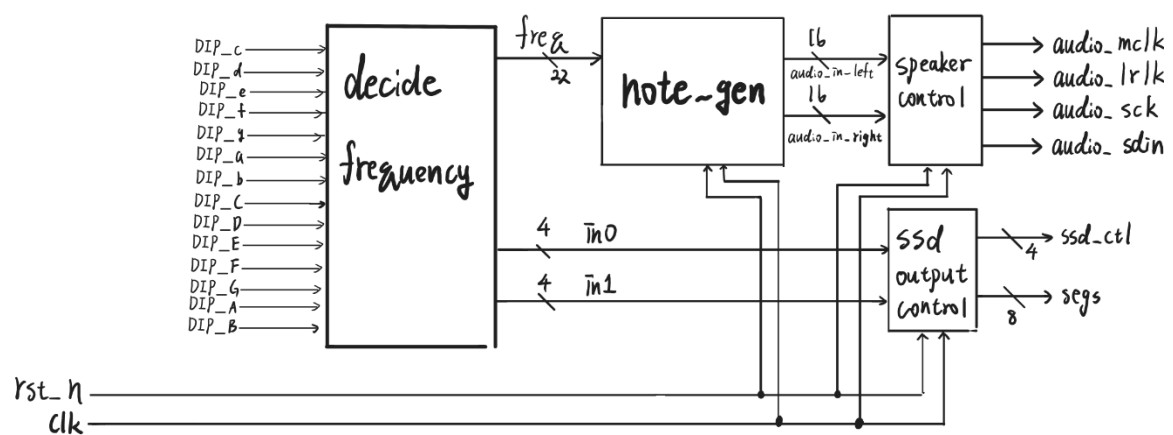 DIP_c
DIP_d
DIP_e
DIP_f
DIP_g
DIP_a
DIP_b
DIP_C
DIP_D
DIP_E
DIP_F
DIP_G
DIP_A
DIP_B
decide
frequency
freq
22
note_gen
16
audio_in_left
16
audio_in_right
speaker
control
audio_mclk
audio_lrlk
audio_sck
audio_sdin
4 in0
4 in1
ssd
output
control
4
ssd_ctl
8
segs
rst_n
clk